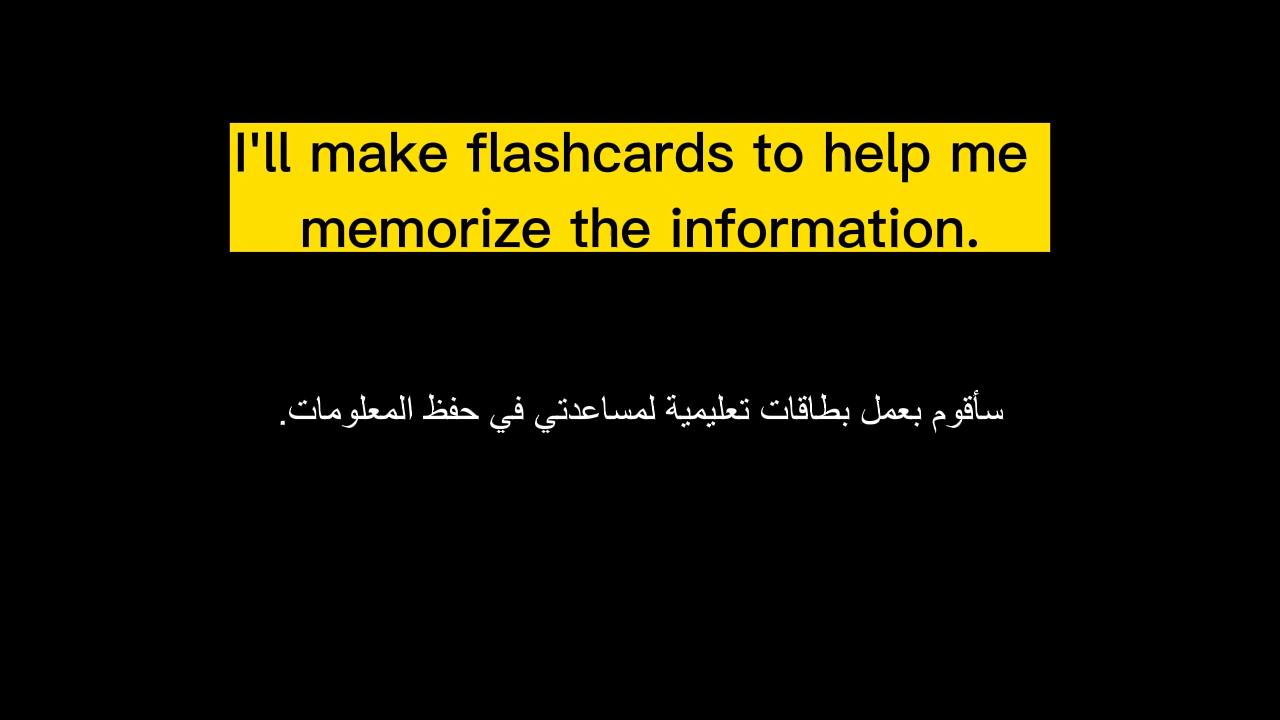 I'll make flashcards to help me
memorize the information.
سأقوم بعمل بطاقات تعليمية لمساعدتي في حفظ المعلومات.